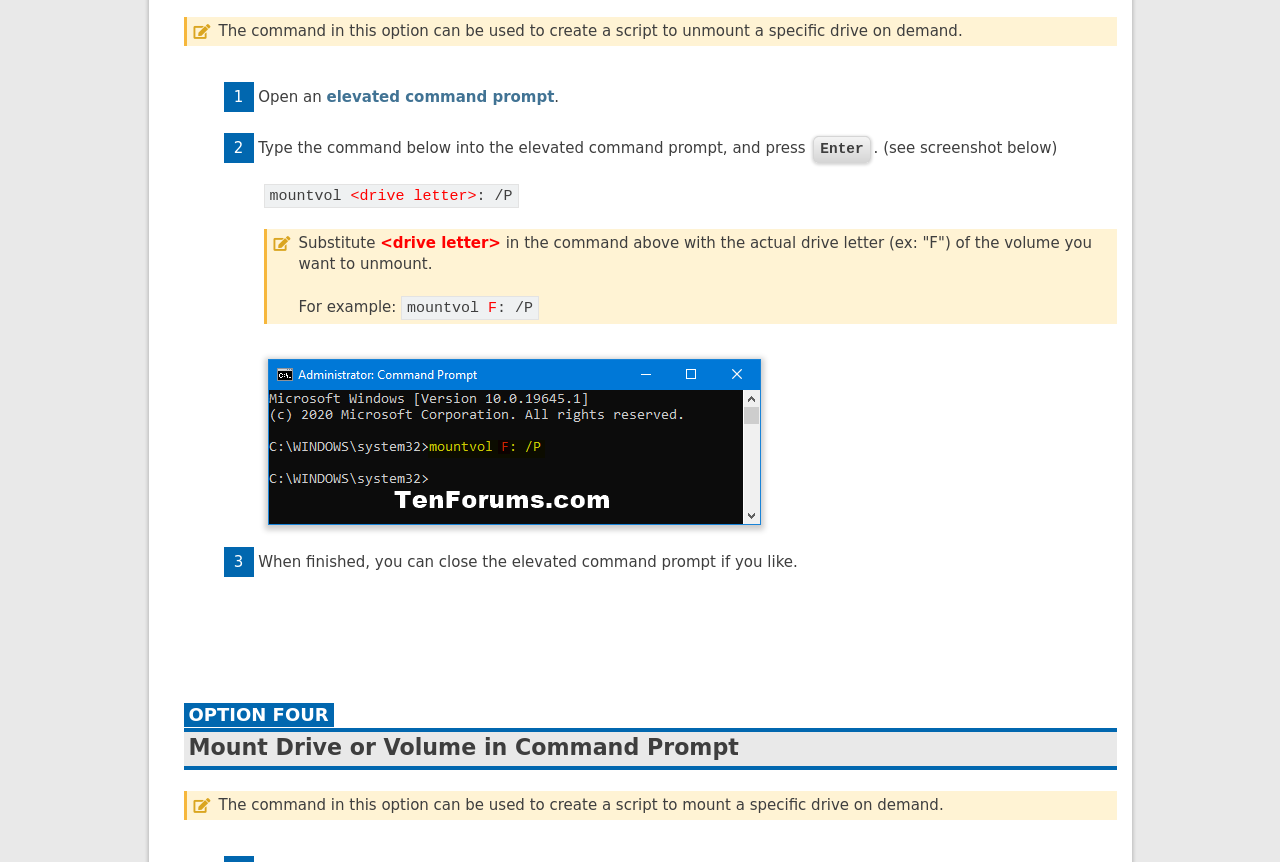 The command in this option can be used to create a script to unmount a specific drive on demand.
1 Open an elevated command prompt.
2 Type the command below into the elevated command prompt, and press Enter. (see screenshot below)
mountvol <drive letter>: /P
Substitute <drive letter> in the command above with the actual drive letter (ex: "F") of the volume you
want to unmount.
For example: mountvol F: /P
Administrator: Command Prompt
Microsoft Windows [Version 10.0.19645.1]
(c) 2020 Microsoft Corporation. All rights reserved.
C:\WINDOWS\system32>mountvol F: /P
C:\WINDOWS\system32>
TenForums.com
3 When finished, you can close the elevated command prompt if you like.
OPTION FOUR
Mount Drive or Volume in Command Prompt
The command in this option can be used to create a script to mount a specific drive on demand.